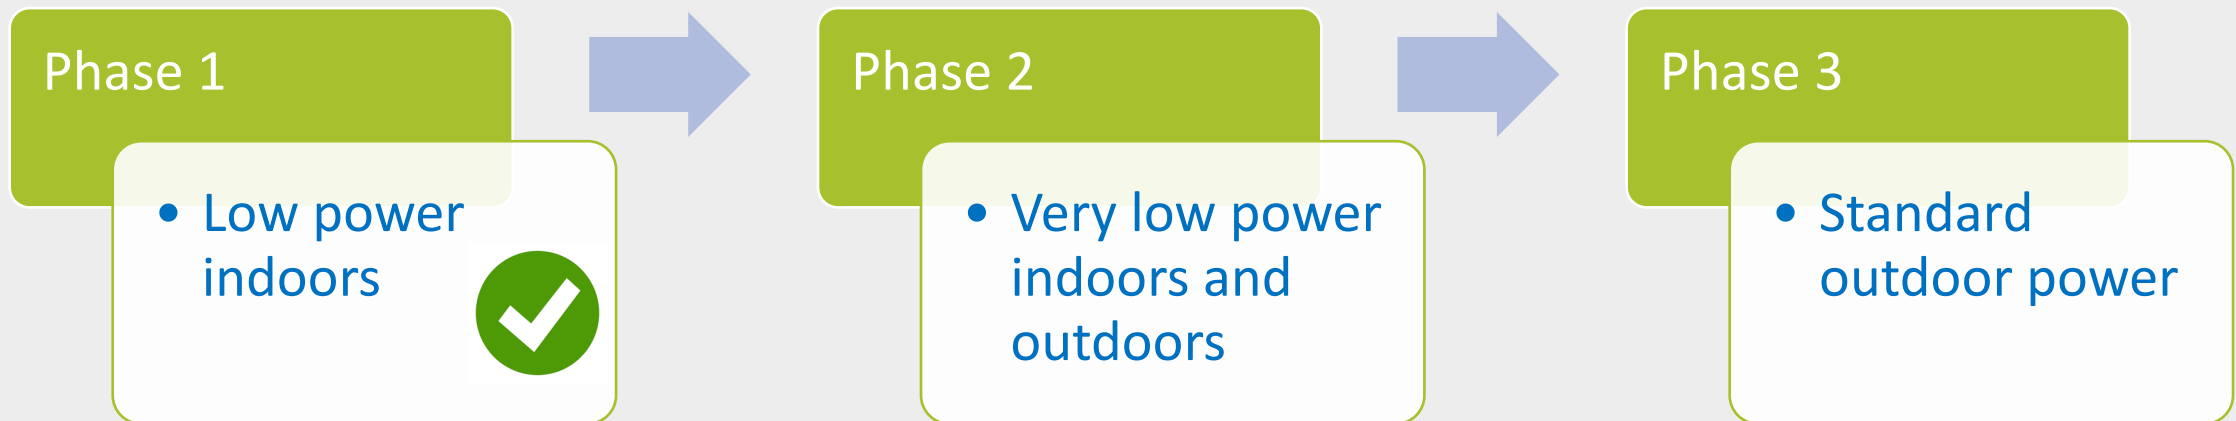 Phase 1
• Low power
indoors
Phase 2
• Very low power
indoors and
outdoors
Phase 3
• Standard
outdoor power